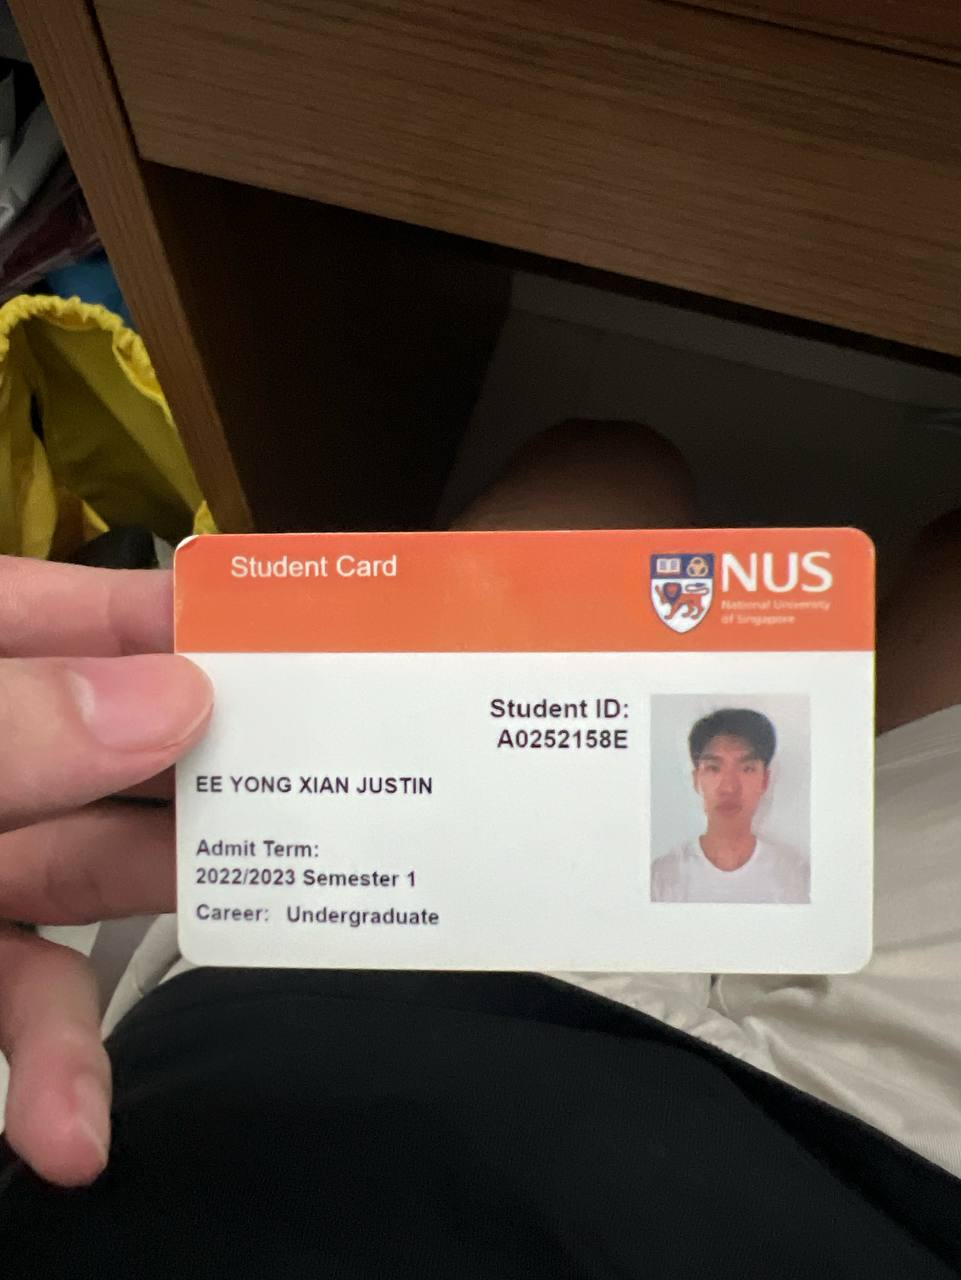 Student Card
NUS
National University
of Singapore
Student ID:
A0252158E
EE YONG XIAN JUSTIN
Admit Term:
2022/2023 Semester 1
Career: Undergraduate